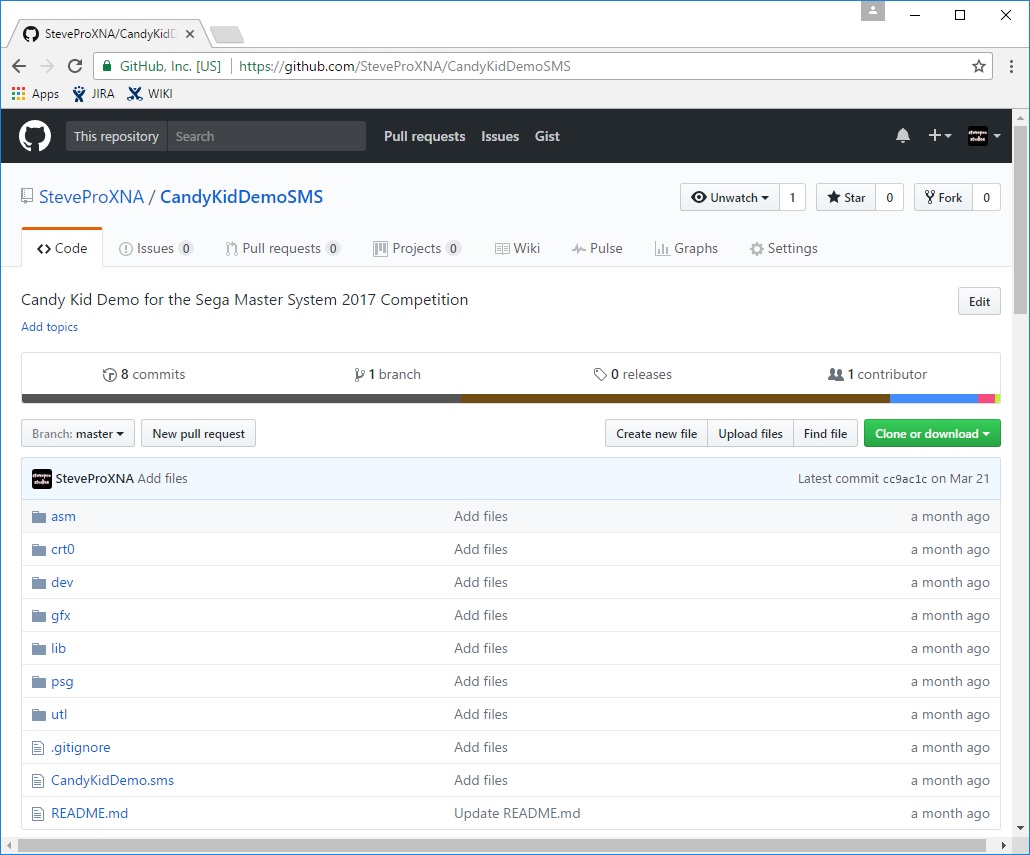 SteveProXNA/CandyKidD
GitHub, Inc. [US] https://github.com/SteveProXNA/CandyKidDemoSMS
Apps JIRA WIKI
This repository Search Pull requests Issues Gist
SteveProXNA / CandyKidDemoSMS Unwatch 1 Star 0 Fork 0
Code Issues 0 Pull requests 0 Projects 0 Wiki Pulse Graphs Settings
Candy Kid Demo for the Sega Master System 2017 Competition Edit
Add topics
8 commits 1 branch 0 releases 1 contributor
Branch: master New pull request Create new file Upload files Find file Clone or download
stevepro studios SteveProXNA Add files Latest commit cc9ac1c on Mar 21
asm Add files a month ago
crt0 Add files a month ago
dev Add files a month ago
gfx Add files a month ago
lib Add files a month ago
psg Add files a month ago
utl Add files a month ago
.gitignore Add files a month ago
CandyKidDemo.sms Add files a month ago
README.md Update README.md a month ago